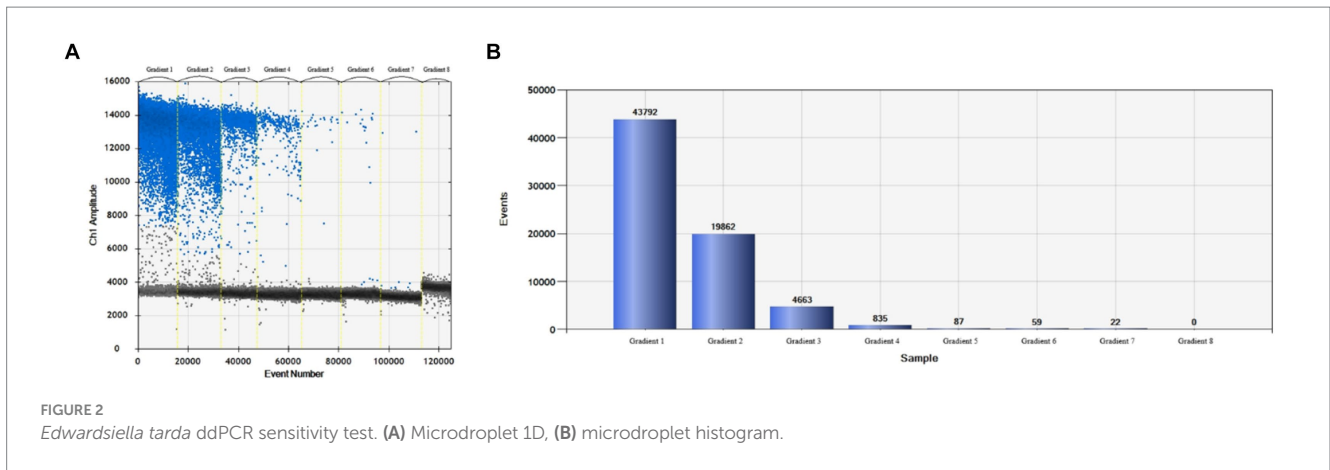 A
Gradient 1 Gradient 2 Gradient 3 Gradient 4 Gradient 5 Gradient 6 Gradient 7 Gradient 8
16000
14000
12000
10000
8000
6000
4000
2000
0
Ch1 Amplitude
0 20000 40000 60000 80000 100000 120000
Event Number
B
50000
40000
30000
20000
10000
0
Events
43792
19862
4663
835
87
59
22
0
Gradient 1 Gradient 2 Gradient 3 Gradient 4 Gradient 5 Gradient 6 Gradient 7 Gradient 8
Sample
FIGURE 2
Edwardsiella tarda ddPCR sensitivity test. (A) Microdroplet 1D, (B) microdroplet histogram.